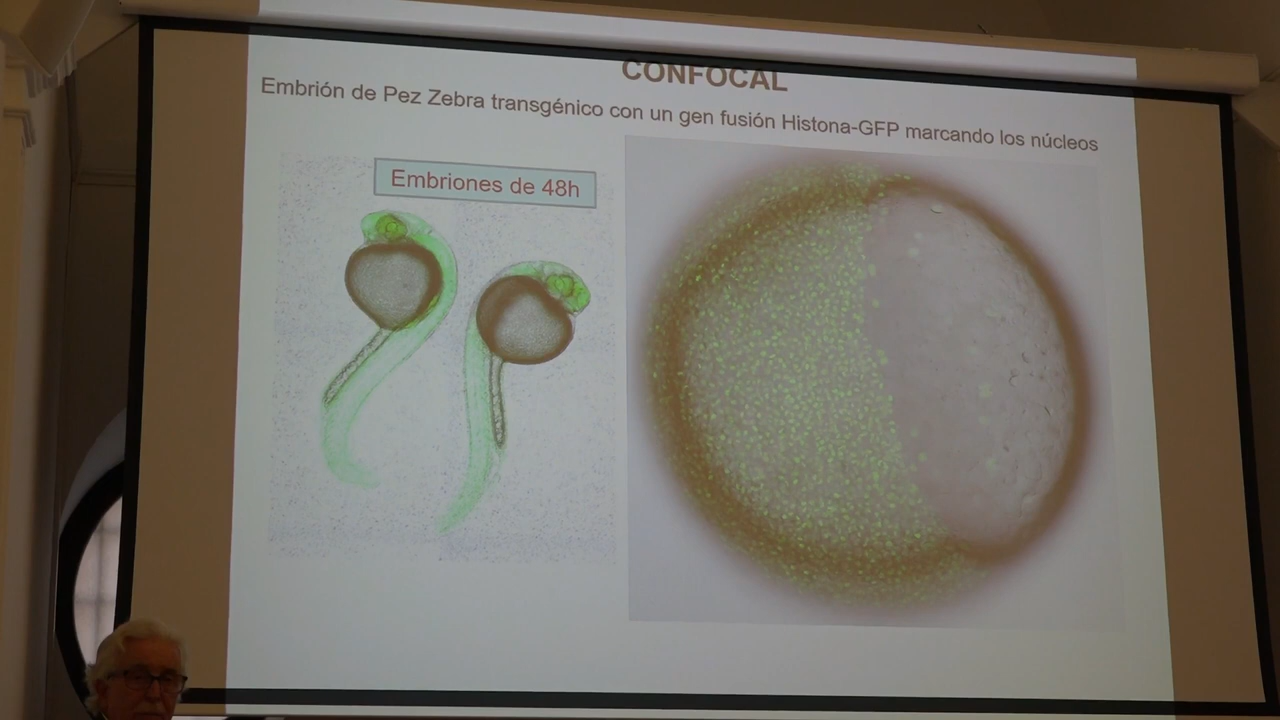 CONFOCAL
Embrión de Pez Zebra transgénico con un gen fusión Histona-GFP marcando los núcleos
Embriones de 48h